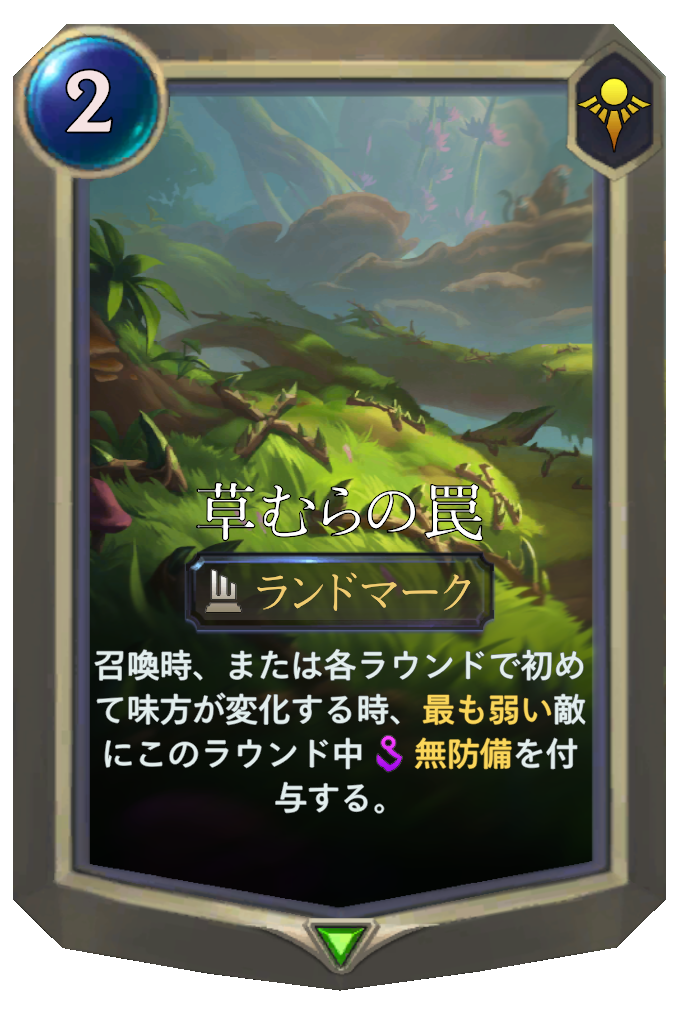 2
草むらの罠
ランドマーク
召喚時、または各ラウンドで初め
て味方が変化する時、最も弱い敵
にこのラウンド中 無防備を付
与する。